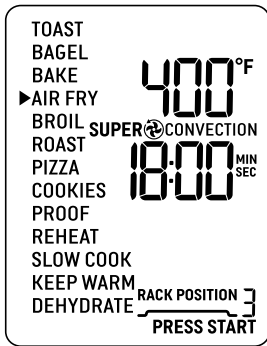 TOAST
BAGEL
BAKE
▶AIR FRY
BROIL
ROAST
PIZZA
COOKIES
PROOF
REHEAT
SLOW COOK
KEEP WARM
DEHYDRATE
400°F
SUPER CONVECTION
18:00 MIN SEC
RACK POSITION 3
PRESS START